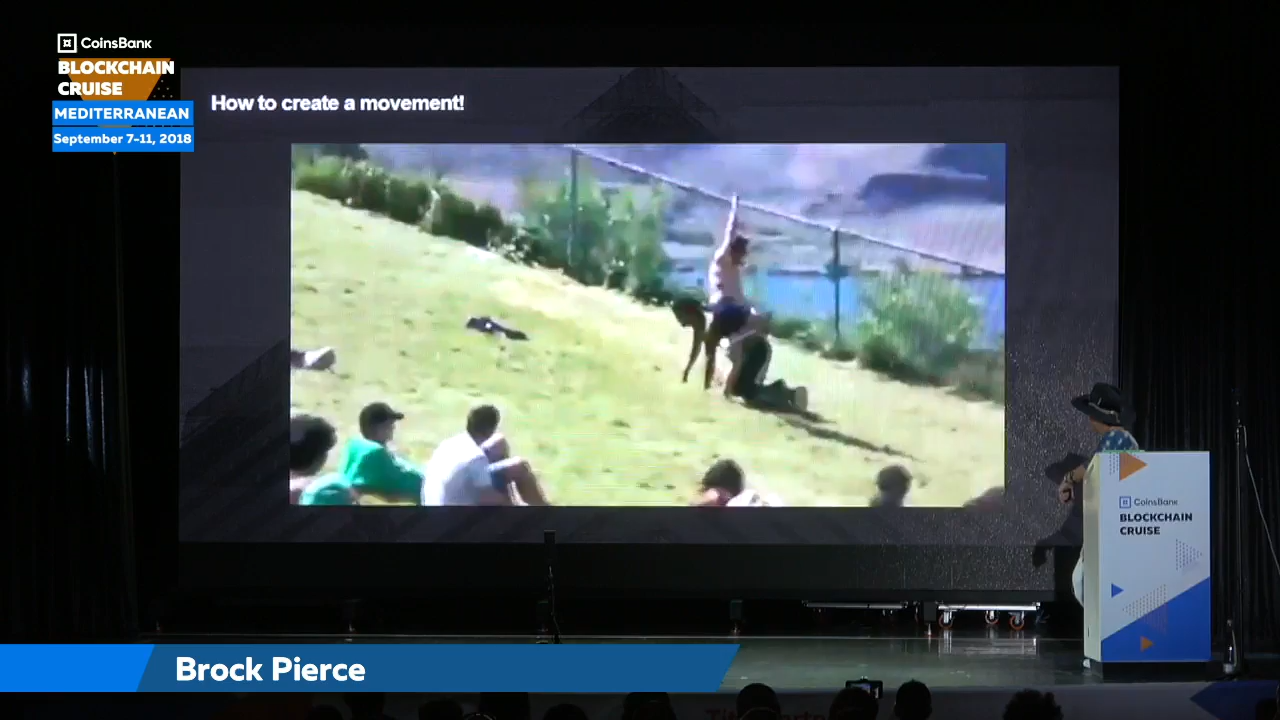 CoinsBank
BLOCKCHAIN
CRUISE
MEDITERRANEAN
September 7-11, 2018
How to create a movement!
CoinsBank
BLOCKCHAIN
CRUISE
Brock Pierce